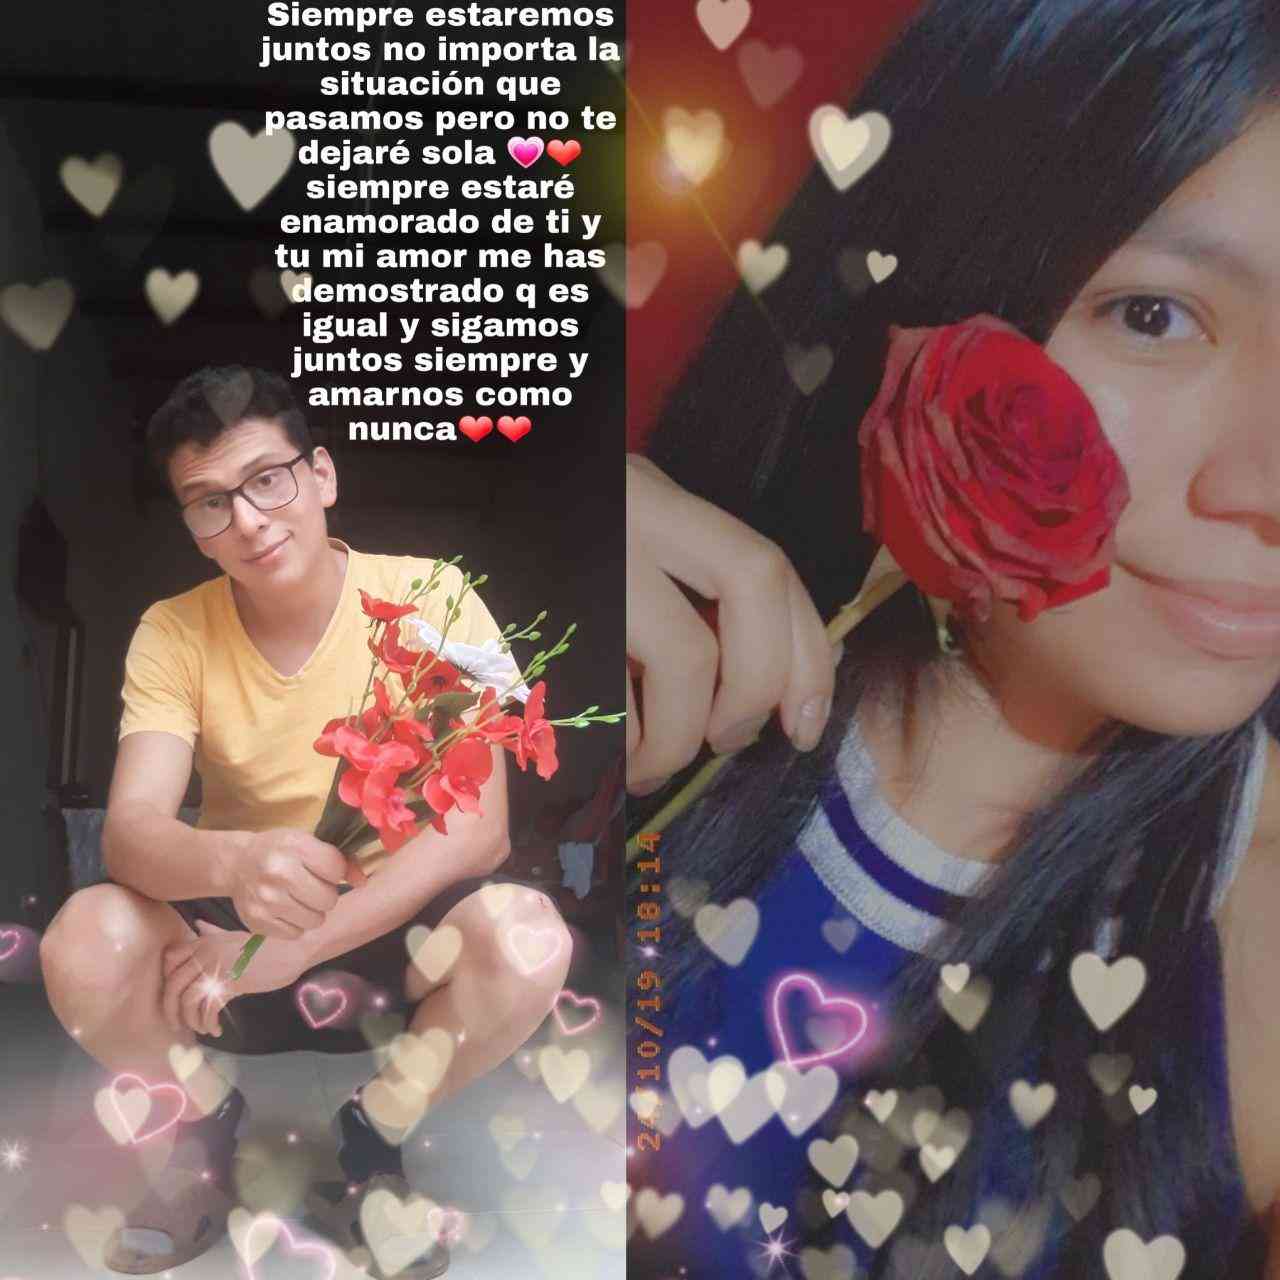 Siempre estaremos
juntos no importa la
situación que
pasamos pero no te
dejaré sola 💗❤
siempre estaré
enamorado de ti y
tu mi amor me has
demostrado q es
igual y sigamos
juntos siempre y
amarnos como
nunca❤❤
24/10/19 18:14